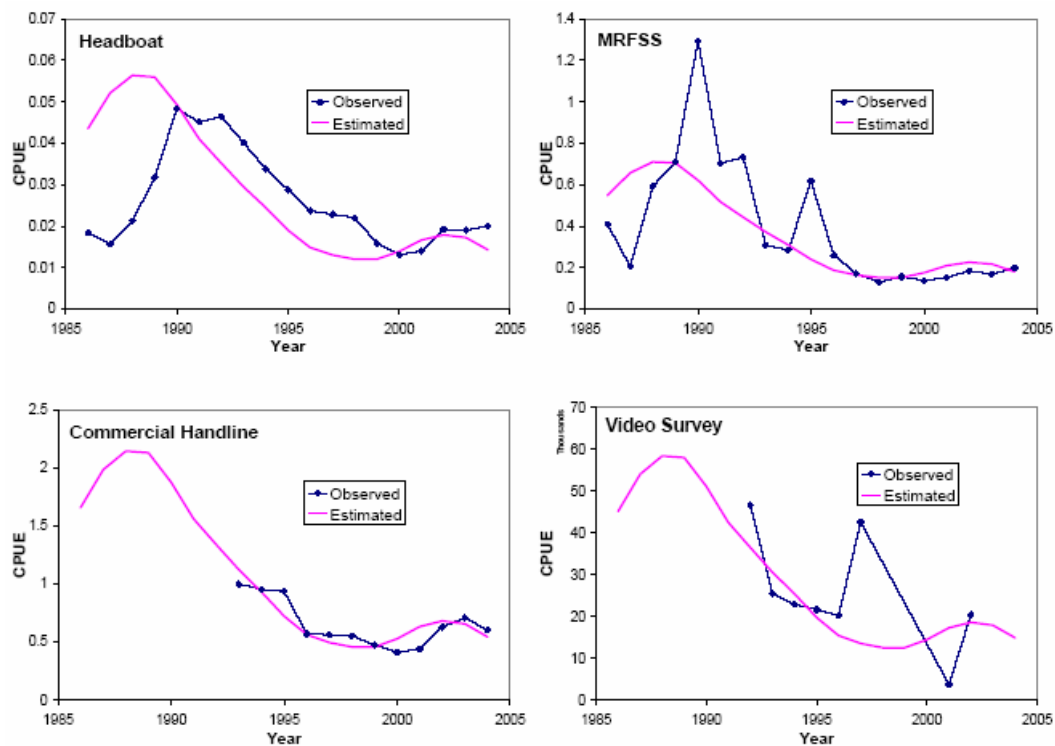 Headboat
CPUE
0.07
0.06
0.05
0.04
0.03
0.02
0.01
0
Observed
Estimated
1985 1990 1995 2000 2005
Year
MRFSS
CPUE
1.4
1.2
1
0.8
0.6
0.4
0.2
0
Observed
Estimated
1985 1990 1995 2000 2005
Year
Commercial Handline
CPUE
2.5
2
1.5
1
0.5
0
Observed
Estimated
1985 1990 1995 2000 2005
Year
Video Survey
Thousands
CPUE
70
60
50
40
30
20
10
0
Observed
Estimated
1985 1990 1995 2000 2005
Year